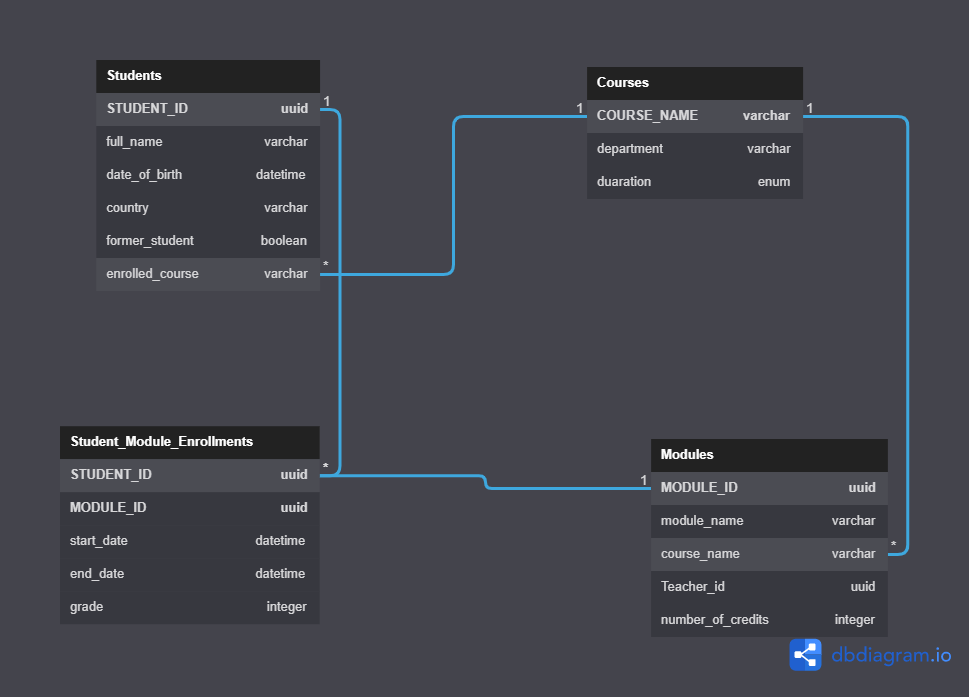 Students
STUDENT_ID uuid
full_name varchar
date_of_birth datetime
country varchar
former_student boolean
enrolled_course varchar
1
*
Courses
1 COURSE_NAME varchar 1
department varchar
duaration enum
Student_Module_Enrollments
STUDENT_ID uuid
MODULE_ID uuid
start_date datetime
end_date datetime
grade integer
*
Modules
1 MODULE_ID uuid
module_name varchar
course_name varchar *
Teacher_id uuid
number_of_credits integer
dbdiagram.io